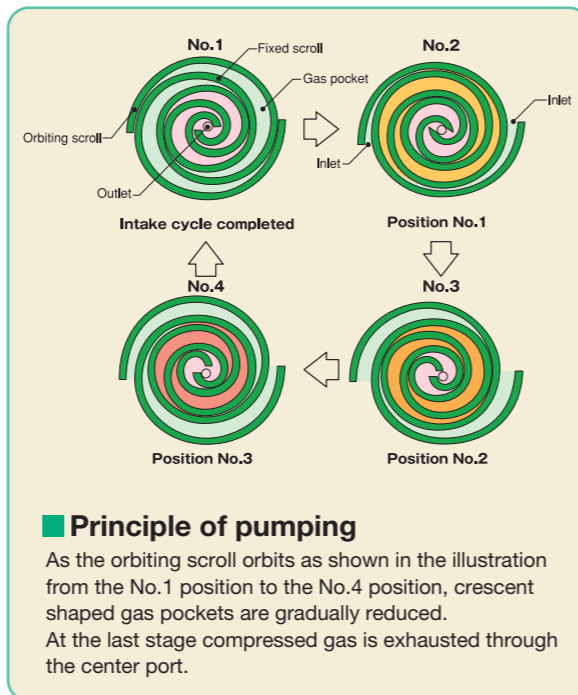 No.1
Fixed scroll
Gas pocket
Orbiting scroll
Outlet
Intake cycle completed
No.2
Inlet
Inlet
Position No.1
No.4
Position No.3
No.3
Position No.2
Principle of pumping
As the orbiting scroll orbits as shown in the illustration
from the No.1 position to the No.4 position, crescent
shaped gas pockets are gradually reduced.
At the last stage compressed gas is exhausted through
the center port.